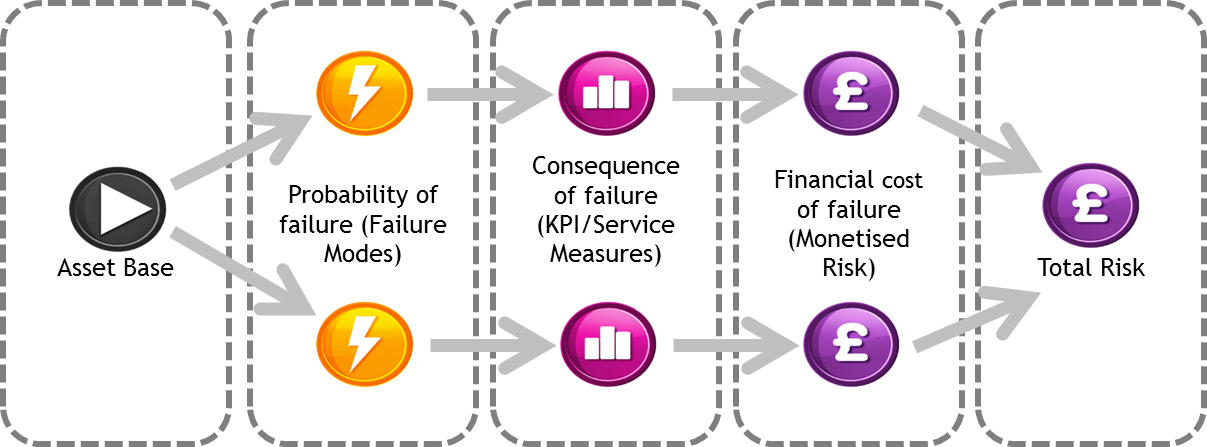 Asset Base
Probability of
failure (Failure
Modes)
Consequence
of failure
(KPI/Service
Measures)
Financial cost
of failure
(Monetised
Risk)
£
£
£
Total Risk